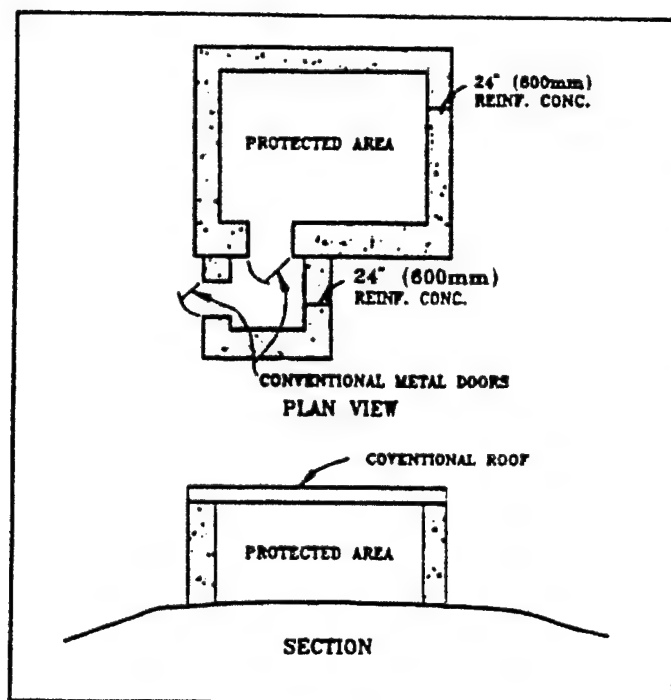 24" (600mm)
REINF. CONC.
PROTECTED AREA
24" (600mm)
REINF. CONC.
CONVENTIONAL METAL DOORS
PLAN VIEW
COVENTIONAL ROOF
PROTECTED AREA
SECTION